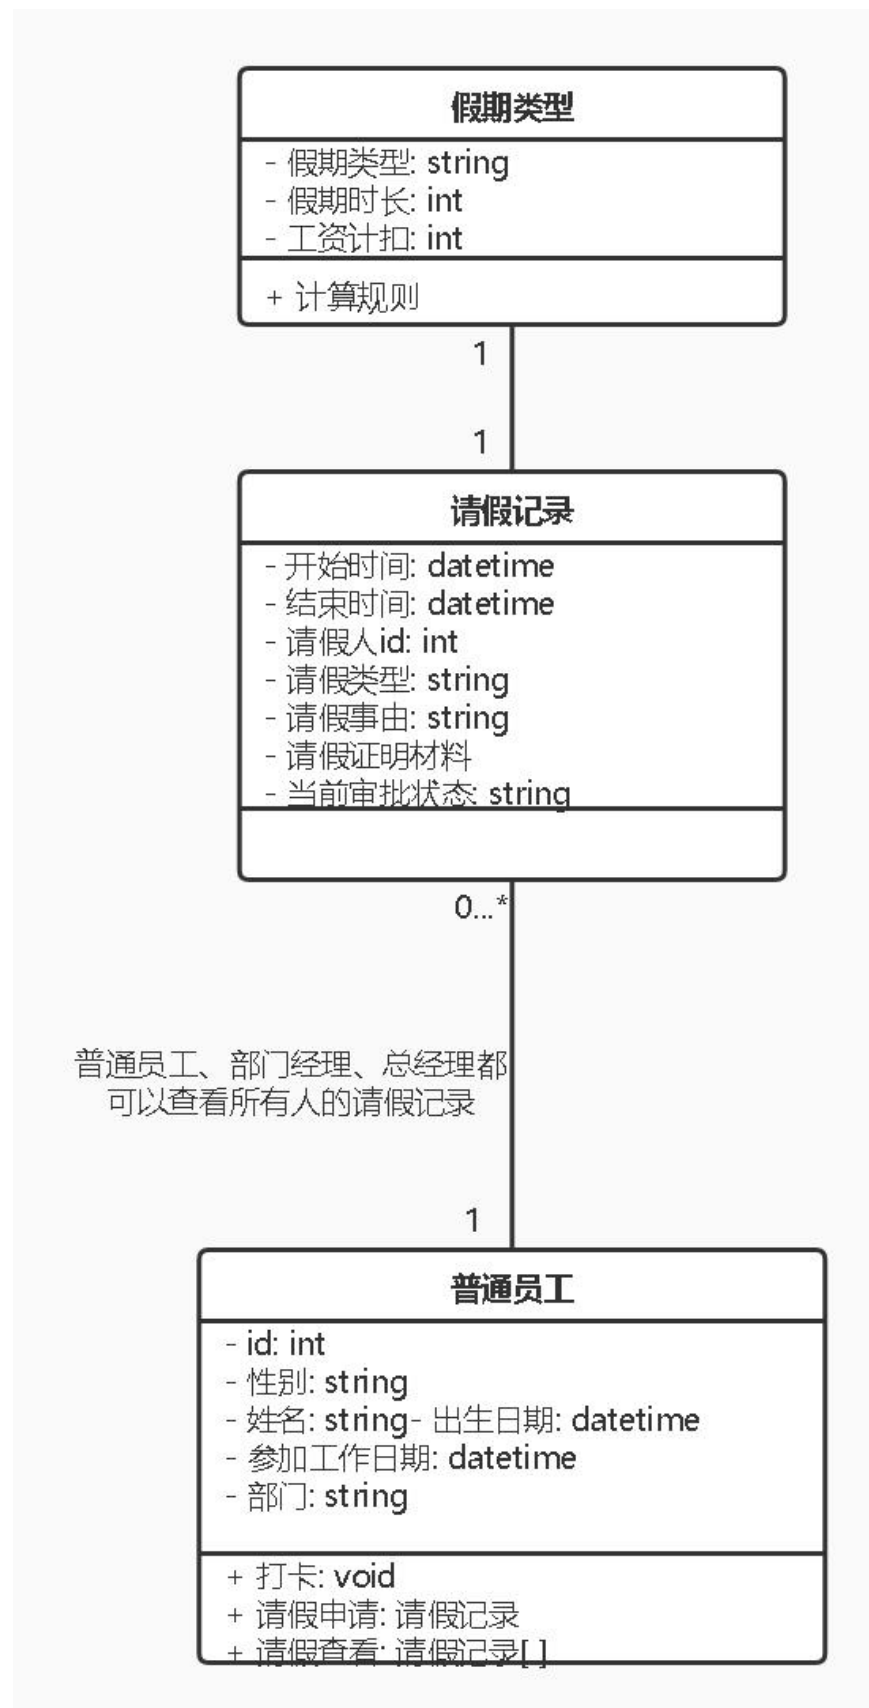 假期类型
- 假期类型: string
- 假期时长: int
- 工资计扣: int
+ 计算规则
1
1
请假记录
- 开始时间: datetime
- 结束时间: datetime
- 请假人id: int
- 请假类型: string
- 请假事由: string
- 请假证明材料
- 当前审批状态: string
0...*
普通员工、部门经理、总经理都
可以查看所有人的请假记录
1
普通员工
- id: int
- 性别: string
- 姓名: string- 出生日期: datetime
- 参加工作日期: datetime
- 部门: string
+ 打卡: void
+ 请假申请: 请假记录
+ 请假查看: 请假记录[ ]